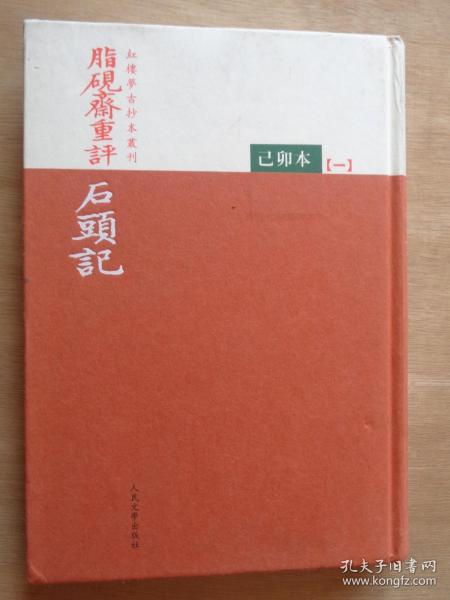 紅樓夢古抄本叢刊
脂硯齋重評
石頭記
己卯本
【一】
人民文學出版社
孔夫子旧书网
www.kongfz.com